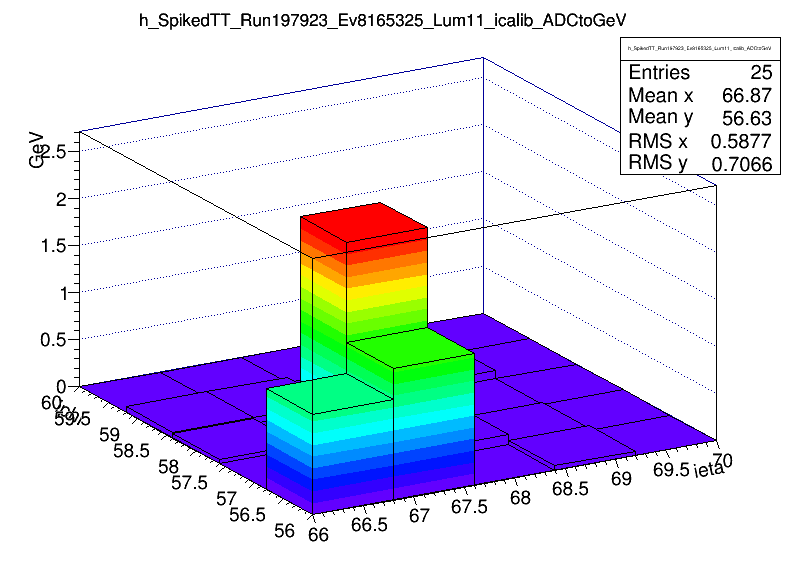 h_SpikedTT_Run197923_Ev8165325_Lum11_icalib_ADCtoGeV
h_SpikedTT_Run197923_Ev8165325_Lum11_icalib_ADCtoGeV
Entries 25
Mean x 66.87
Mean y 56.63
RMS x 0.5877
RMS y 0.7066
GeV
2.5
2
1.5
1
0.5
0
60
59.5
59
58.5
58
57.5
57
56.5
56
66
66.5
67
67.5
68
68.5
69
69.5
70
ieta